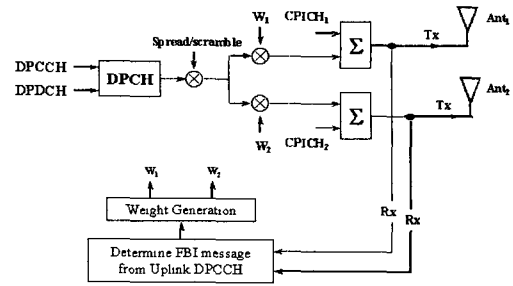 W1
CPICH1
Ant1
Tx
Spread/scramble
Σ
DPCCH
DPDCH
DPCH
Ant2
Tx
Σ
W2
CPICH2
W1
W2
Weight Generation
Rx
Rx
Determine FBI message
from Uplink DPCCH